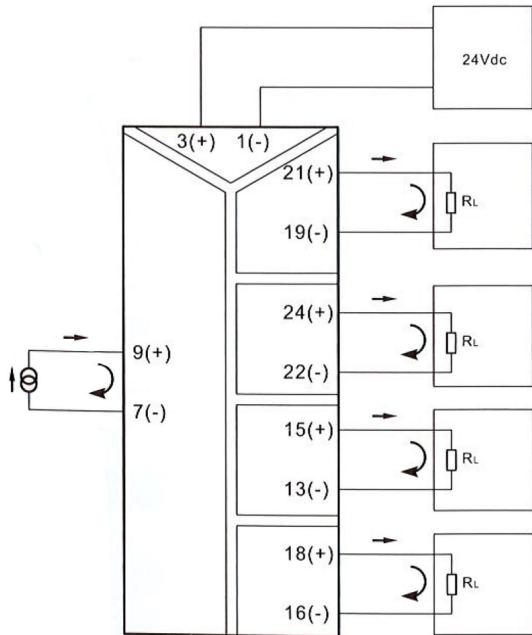 24Vdc
3(+) 1(-)
21(+)
RL
19(-)
24(+)
RL
22(-)
9(+)
7(-)
15(+)
RL
13(-)
18(+)
RL
16(-)